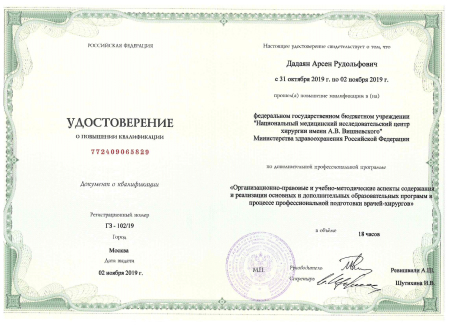 РОССИЙСКАЯ ФЕДЕРАЦИЯ
УДОСТОВЕРЕНИЕ
О ПОВЫШЕНИИ КВАЛИФИКАЦИИ
772409065829
Документ о квалификации
Регистрационный номер
ГЗ - 102/19
Город
Москва
Дата выдачи
02 ноября 2019 г.
Настоящее удостоверение свидетельствует о том, что
Дадаян Арсен Рудольфович
с 31 октября 2019 г. по 02 ноября 2019 г.
прошел(а) повышение квалификации в (на)
федеральном государственном бюджетном учреждении
"Национальный медицинский исследовательский центр
хирургии имени А.В. Вишневского"
Министерства здравоохранения Российской Федерации
по дополнительной профессиональной программе
«Организационно-правовые и учебно-методические аспекты содержания
и реализации основных и дополнительных образовательных программ в
процессе профессиональной подготовки врачей-хирургов»
в объёме
18 часов
М.П.
Руководитель
Ревишвили А.Ш.
Секретарь
Шутихина И.В.